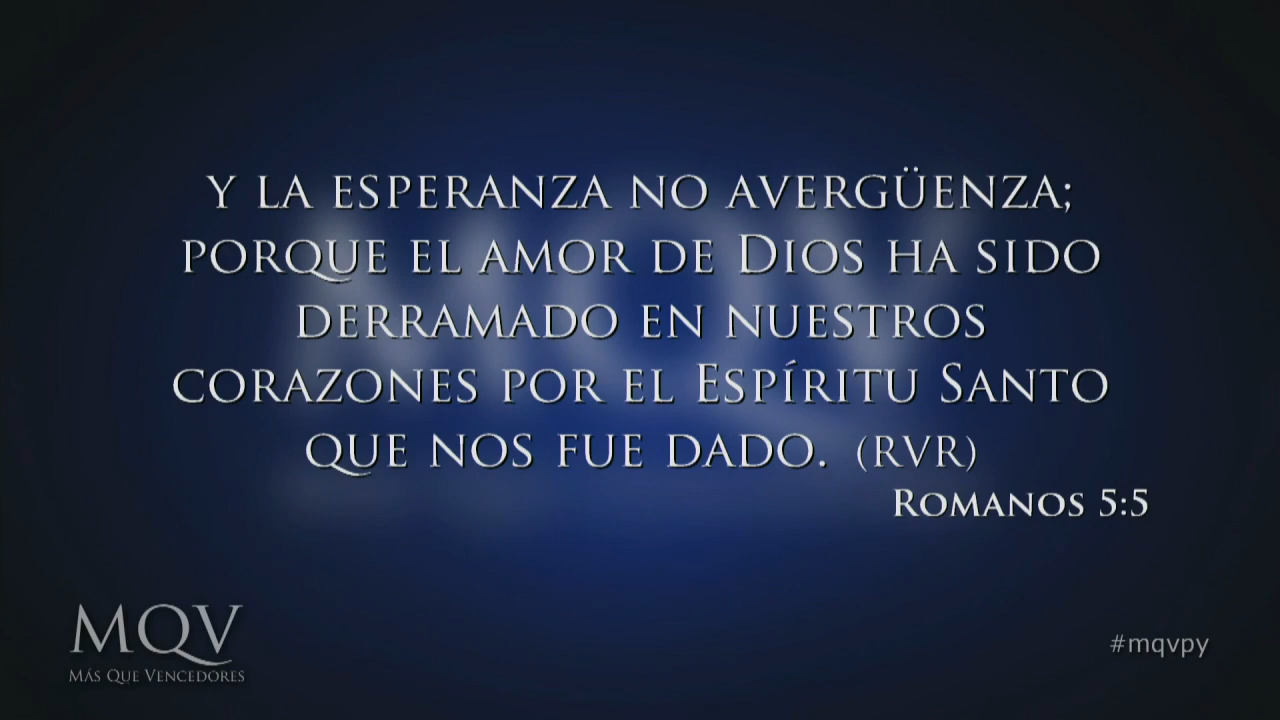 Y LA ESPERANZA NO AVERGÜENZA;
PORQUE EL AMOR DE DIOS HA SIDO
DERRAMADO EN NUESTROS
CORAZONES POR EL ESPÍRITU SANTO
QUE NOS FUE DADO. (RVR)
ROMANOS 5:5
MQV
MÁS QUE VENCEDORES
#mqvpy